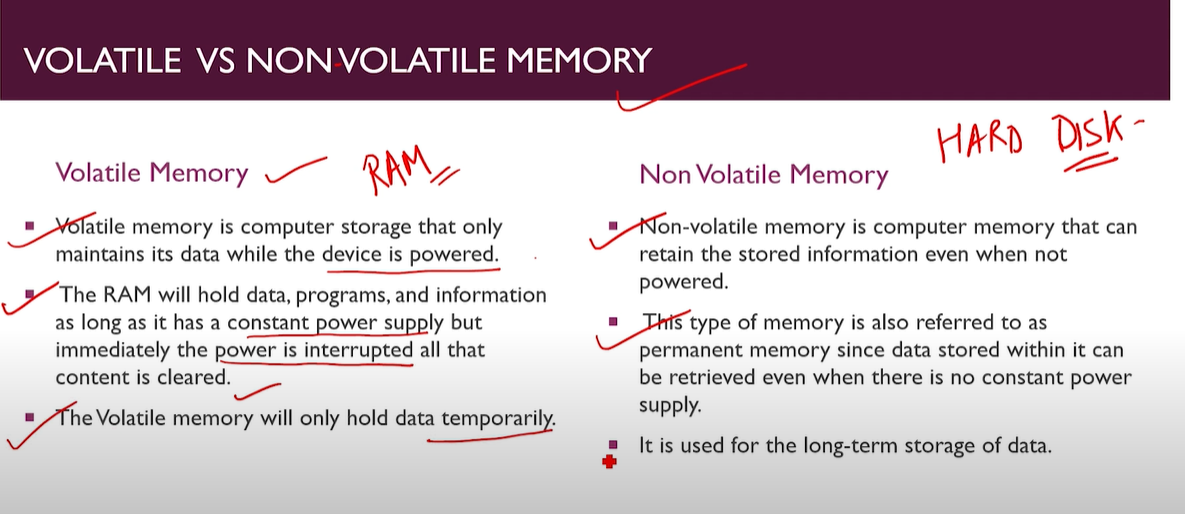 VOLATILE VS NON-VOLATILE MEMORY
HARD DISK -
Volatile Memory
RAM
Volatile memory is computer storage that only
maintains its data while the device is powered.
The RAM will hold data, programs, and information
as long as it has a constant power supply but
immediately the power is interrupted all that
content is cleared.
The Volatile memory will only hold data temporarily.
Non Volatile Memory
Non-volatile memory is computer memory that can
retain the stored information even when not
powered.
This type of memory is also referred to as
permanent memory since data stored within it can
be retrieved even when there is no constant power
supply.
It is used for the long-term storage of data.